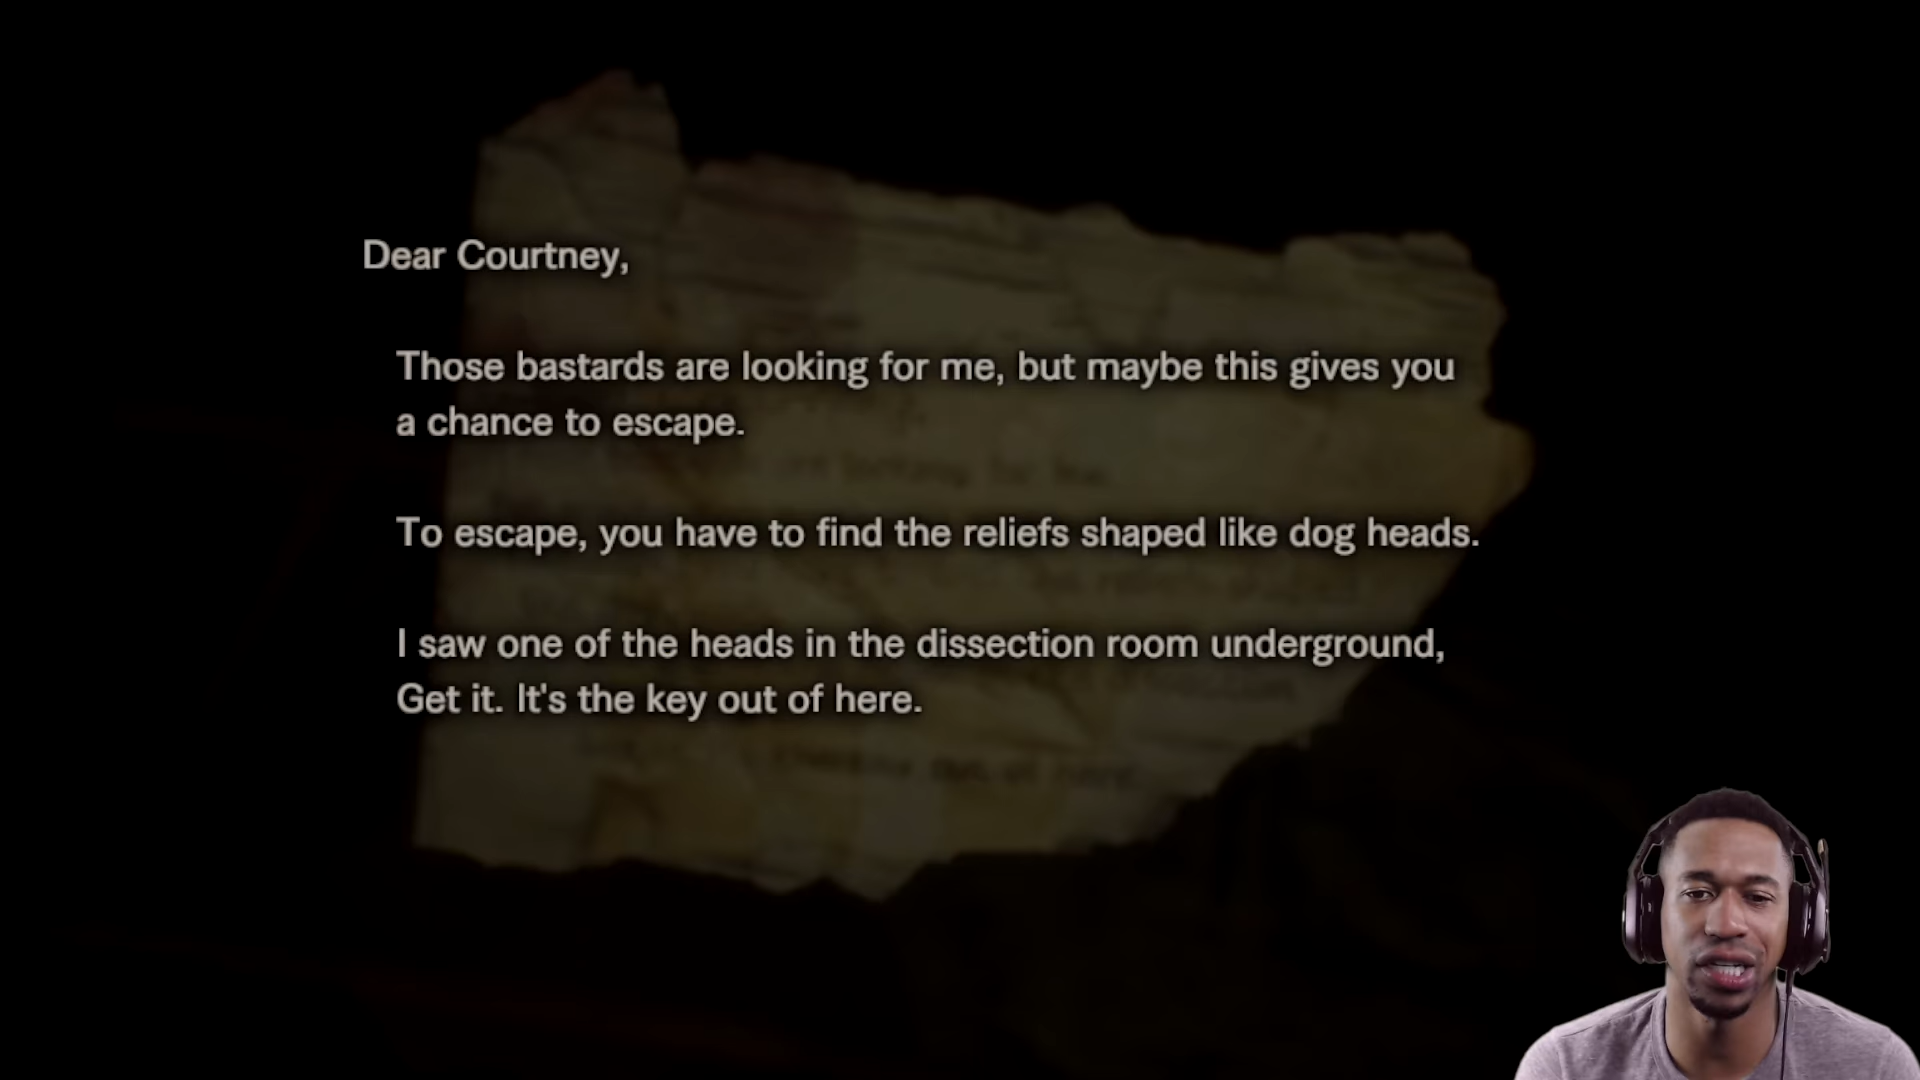 Dear Courtney,
Those bastards are looking for me, but maybe this gives you
a chance to escape.
To escape, you have to find the reliefs shaped like dog heads.
I saw one of the heads in the dissection room underground,
Get it. It's the key out of here.